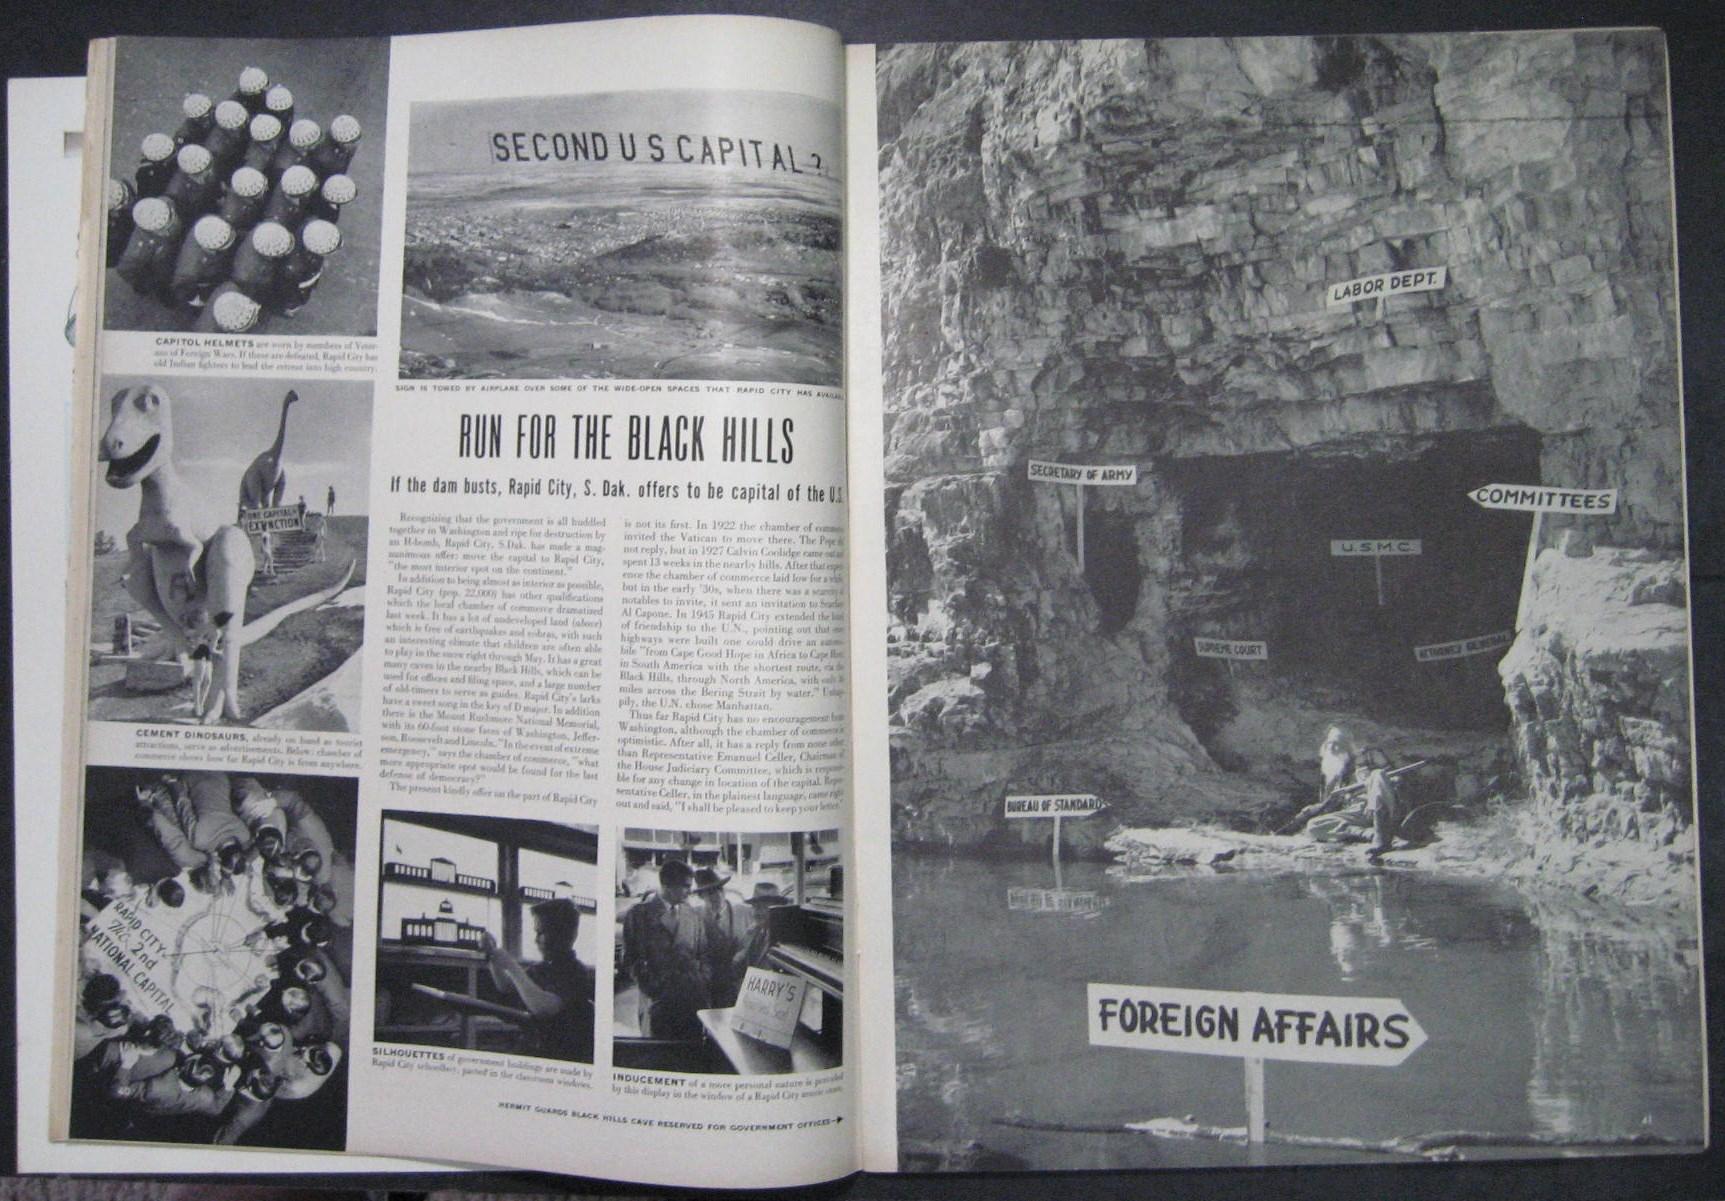 CAPITOL HELMETS are worn by members of Veter-
ans of Foreign Wars. If these are defeated, Rapid City has
old Indian fighters to lead the retreat into high country.
ONE CAPITAL
EXTINCTION
CEMENT DINOSAURS, already on hand as tourist
attractions, serve as advertisements. Below: chamber of
commerce shows how far Rapid City is from anywhere.
RAPID CITY.
The 2nd
NATIONAL CAPITAL
SECOND U S CAPITAL ?
SIGN IS TOWED BY AIRPLANE OVER SOME OF THE WIDE-OPEN SPACES THAT RAPID CITY HAS
RUN FOR THE BLACK HILLS
If the dam busts, Rapid City, S. Dak. offers to be capital of the U.S.
Recognizing that the government is all huddled
together in Washington and ripe for destruction by
an H-bomb, Rapid City, S.Dak. has made a mag-
nanimous offer: move the capital to Rapid City,
"the most interior spot on the continent."
In addition to being almost as interior as possible,
Rapid City (pop. 22,000) has other qualifications
which the local chamber of commerce dramatized
last week. It has a lot of undeveloped land (above)
which is free of earthquakes and cobras, with such
an interesting climate that children are often able
to play in the snow right through May. It has a great
many caves in the nearby Black Hills, which can be
used for offices and filing space, and a large number
of old-timers to serve as guides. Rapid City's larks
have a sweet song in the key of D major. In addition
there is the Mount Rushmore National Memorial,
with its 60-foot stone faces of Washington, Jeffer-
son, Roosevelt and Lincoln. "In the event of extreme
emergency," says the chamber of commerce, "what
more appropriate spot would be found for the last
defense of democracy?"
The present kindly offer on the part of Rapid City
is not its first. In 1922 the chamber of
invited the Vatican to move there. The Pope
not reply, but in 1927 Calvin Coolidge came
spent 13 weeks in the nearby hills. After that
ence the chamber of commerce laid low for a
but in the early '30s, when there was a
notables to invite, it sent an invitation to
Al Capone. In 1945 Rapid City extended the
of friendship to the U.N., pointing out that
highways were built one could drive an
bile "from Cape Good Hope in Africa to Cape
in South America with the shortest route, via the
Black Hills, through North America, with only
miles across the Bering Strait by water."
pily, the U.N. chose Manhattan.
Thus far Rapid City has no encouragement from
Washington, although the chamber of commerce is
optimistic. After all, it has a reply from none other
than Representative Emanuel Celler, Chairman of
the House Judiciary Committee, which is
ble for any change in location of the capital.
sentative Celler, in the plainest language, came right
out and said, "I shall be pleased to keep your letter."
SILHOUETTES of government buildings are made by
Rapid City schoolboy, pasted in the classroom windows.
HARRY'S
INDUCEMENT of a more personal nature is provided
by this display in the window of a Rapid City
HERMIT GUARDS BLACK HILLS CAVE RESERVED FOR GOVERNMENT OFFICES
LABOR DEPT.
SECRETARY OF ARMY
COMMITTEES
U.S.M.C.
SUPREME COURT
ATTORNEY GENERAL
BUREAU OF STANDARDS
FOREIGN AFFAIRS
41